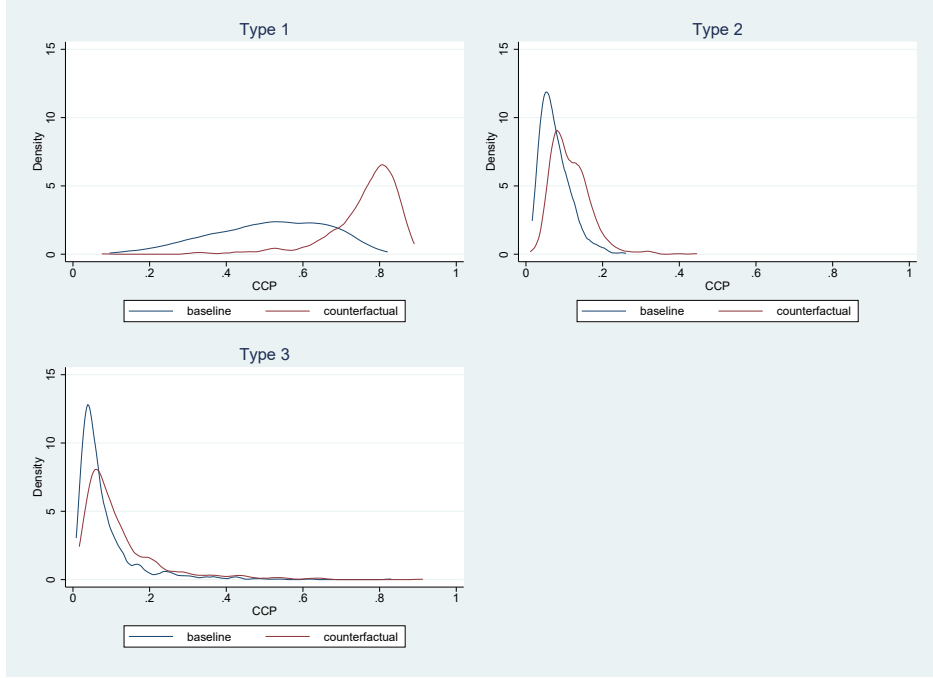 Type 1
15
10
5
0
Density
0 .2 .4 .6 .8 1
CCP
baseline counterfactual
Type 2
15
10
5
0
Density
0 .2 .4 .6 .8 1
CCP
baseline counterfactual
Type 3
15
10
5
0
Density
0 .2 .4 .6 .8 1
CCP
baseline counterfactual